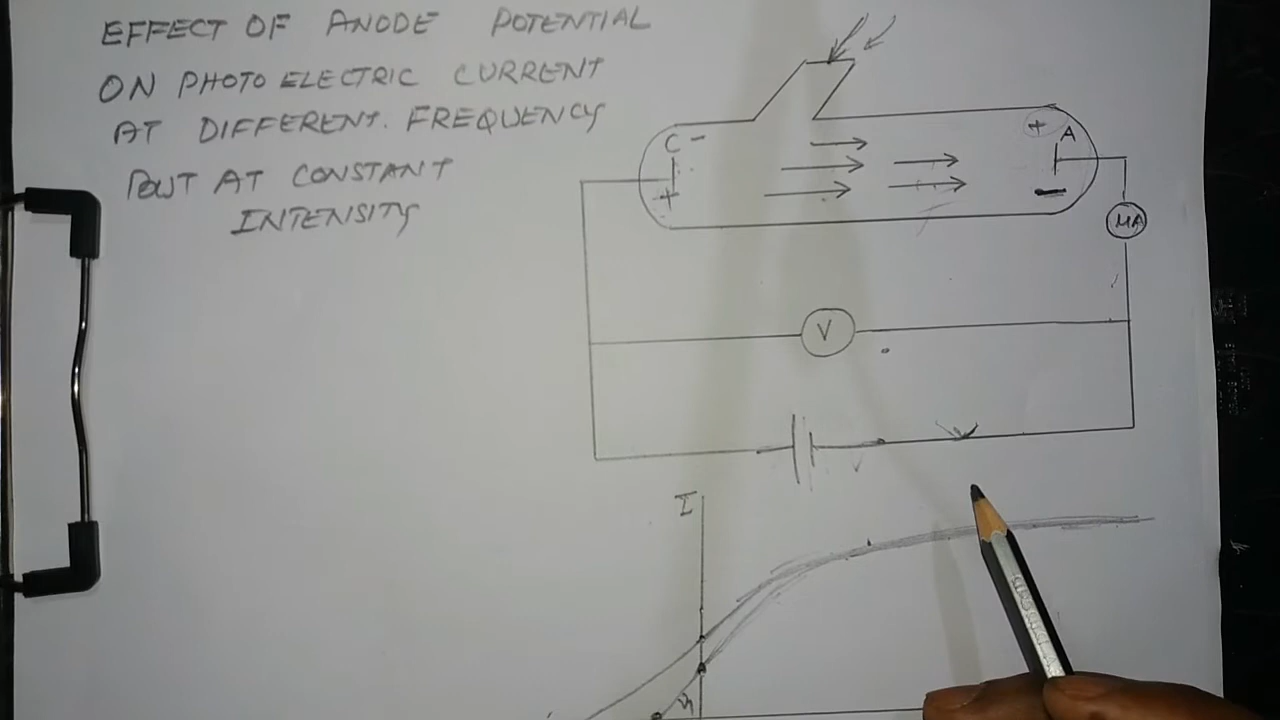 EFFECT OF ANODE POTENTIAL
ON PHOTO ELECTRIC CURRENT
AT DIFFERENT. FREQUENCY
BUT AT CONSTANT
INTENSITY
C -
+
+ A
-
MA
V
V
I